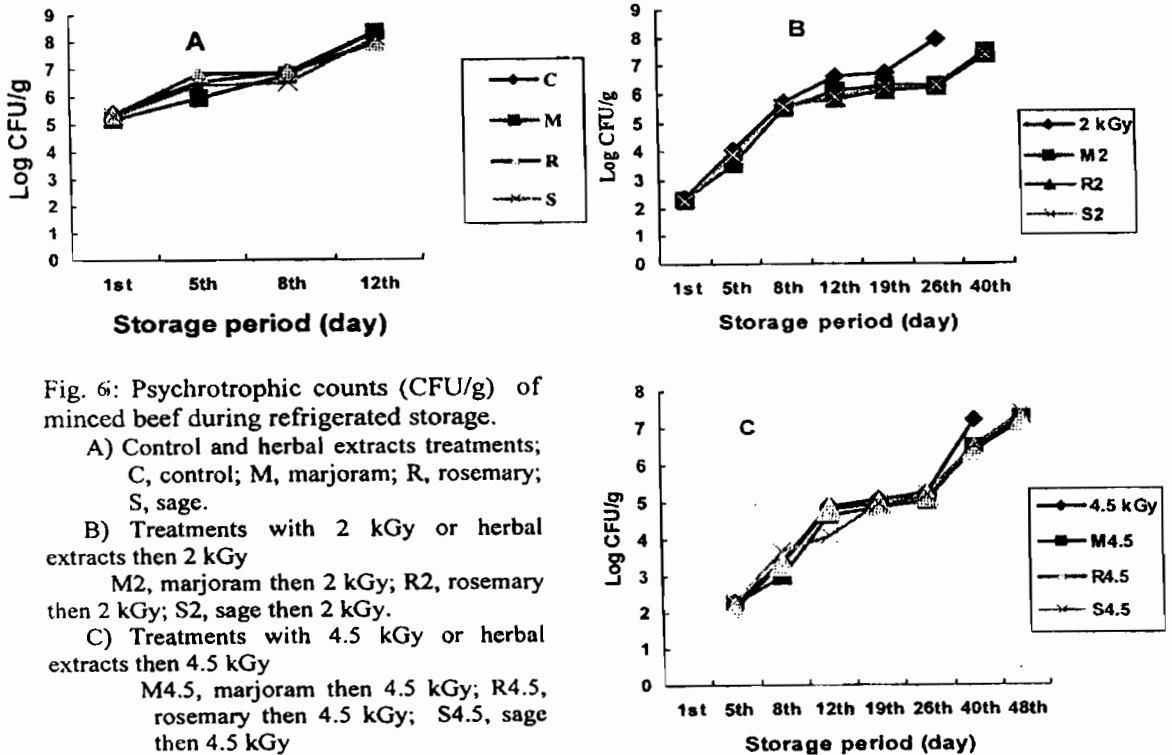 9
8
7
6
5
4
3
2
1
0
Log CFU/g
A
1st 5th 8th 12th
Storage period (day)
C
M
R
S
9
8
7
6
5
4
3
2
1
0
Log CFU/g
B
1st 5th 8th 12th 19th 26th 40th
Storage period (day)
2 kGy
M2
R2
S2
Fig. 6: Psychrotrophic counts (CFU/g) of
minced beef during refrigerated storage.
A) Control and herbal extracts treatments;
C, control; M, marjoram; R, rosemary;
S, sage.
B) Treatments with 2 kGy or herbal
extracts then 2 kGy
M2, marjoram then 2 kGy; R2, rosemary
then 2 kGy; S2, sage then 2 kGy.
C) Treatments with 4.5 kGy or herbal
extracts then 4.5 kGy
M4.5, marjoram then 4.5 kGy; R4.5,
rosemary then 4.5 kGy; S4.5, sage
then 4.5 kGy
8
7
6
5
4
3
2
1
0
Log CFU/g
C
1st 5th 8th 12th 19th 26th 40th 48th
Storage period (day)
4.5 kGy
M4.5
R4.5
S4.5